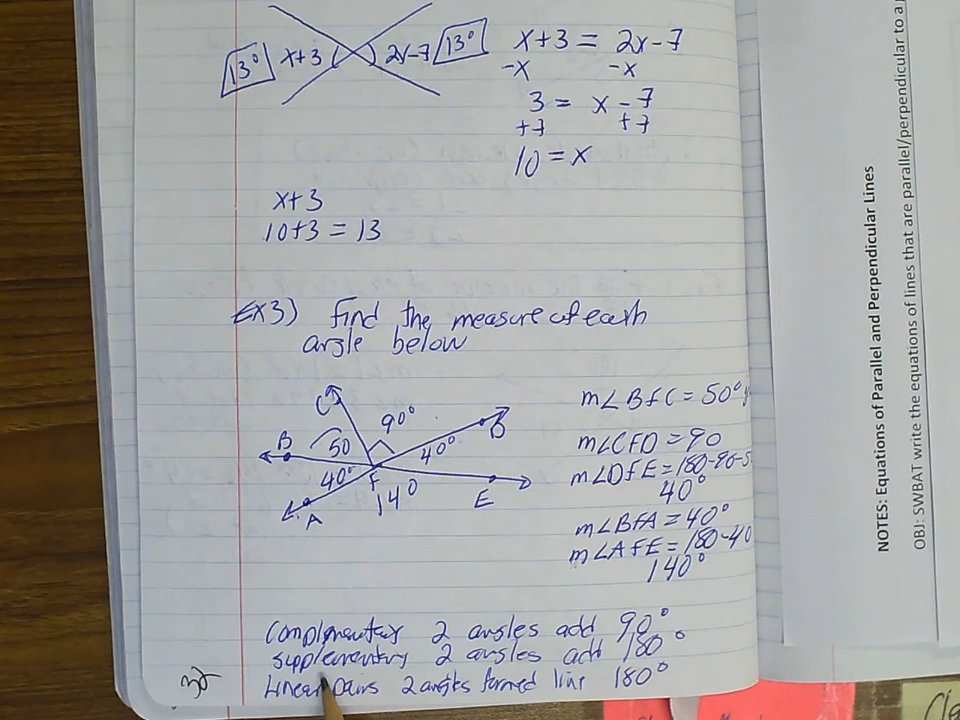 13° x+3 2x-7 13°
x+3 = 2x-7
-x -x
3 = x-7
+7 +7
10 = x
x+3
10+3 = 13
Ex3) Find the measure of each
angle below
C 90° D
B 50 40°
40° F 140 E
A
m∠BFC = 50°
m∠CFD = 90
m∠DFE = 180-90-5
40°
m∠BFA = 40°
m∠AFE = 180-40
140°
Complementary 2 angles add 90°
supplementary 2 angles add 180°
Linear Pairs 2 angles formed line 180°
NOTES: Equations of Parallel and Perpendicular Lines
OBJ: SWBAT write the equations of lines that are parallel/perpendicular to a